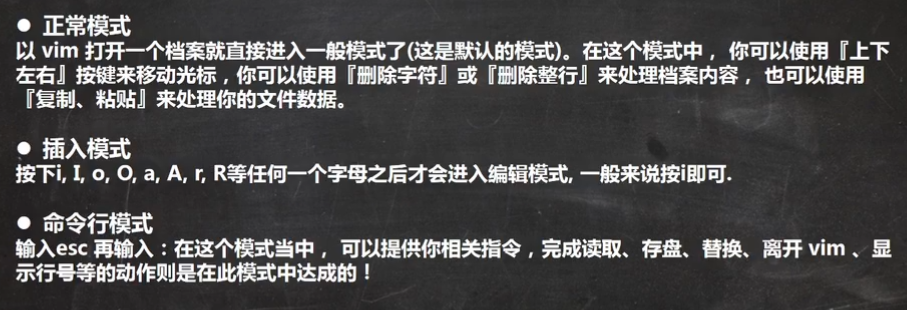 ● 正常模式
以 vim 打开一个档案就直接进入一般模式了(这是默认的模式)。在这个模式中， 你可以使用『上下
左右』按键来移动光标，你可以使用『删除字符』或『删除整行』来处理档案内容， 也可以使用
『复制、粘贴』来处理你的文件数据。
● 插入模式
按下i, I, o, O, a, A, r, R等任何一个字母之后才会进入编辑模式, 一般来说按i即可.
● 命令行模式
输入esc 再输入：在这个模式当中， 可以提供你相关指令，完成读取、存盘、替换、离开 vim 、显
示行号等的动作则是在此模式中达成的！